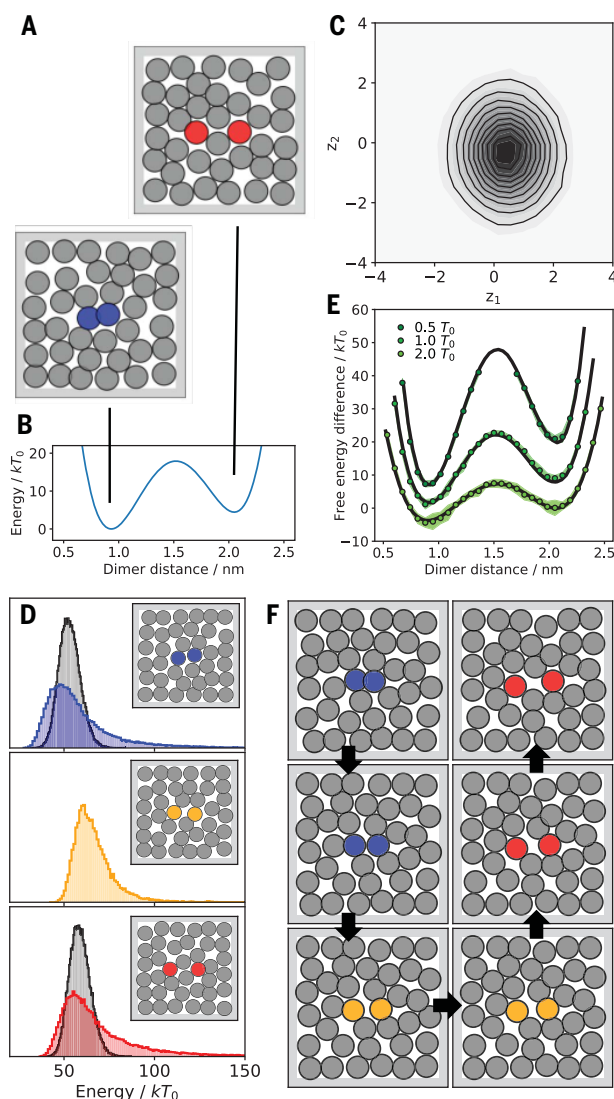 A
C
4
2
0
−2
−4
z₂
−4
−2
0
2
4
z₁
B
Energy / kT₀
20
10
0
0.5
1.0
1.5
2.0
2.5
Dimer distance / nm
E
0.5 T₀
1.0 T₀
2.0 T₀
Free energy difference / kT₀
60
50
40
30
20
10
0
−10
0.5
1.0
1.5
2.0
2.5
Dimer distance / nm
D
50
100
150
Energy / kT₀
F